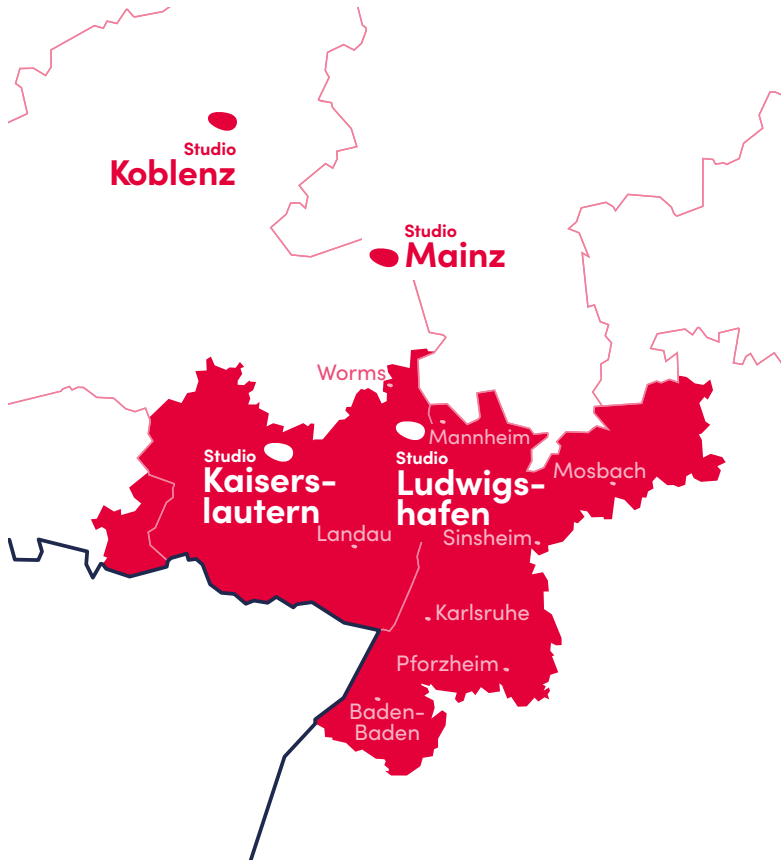 Studio
Koblenz
Studio
Mainz
Worms
Mannheim
Studio
Kaisers-
lautern
Studio
Ludwigs-
hafen
Mosbach
Landau
Sinsheim
Karlsruhe
Pforzheim
Baden-
Baden